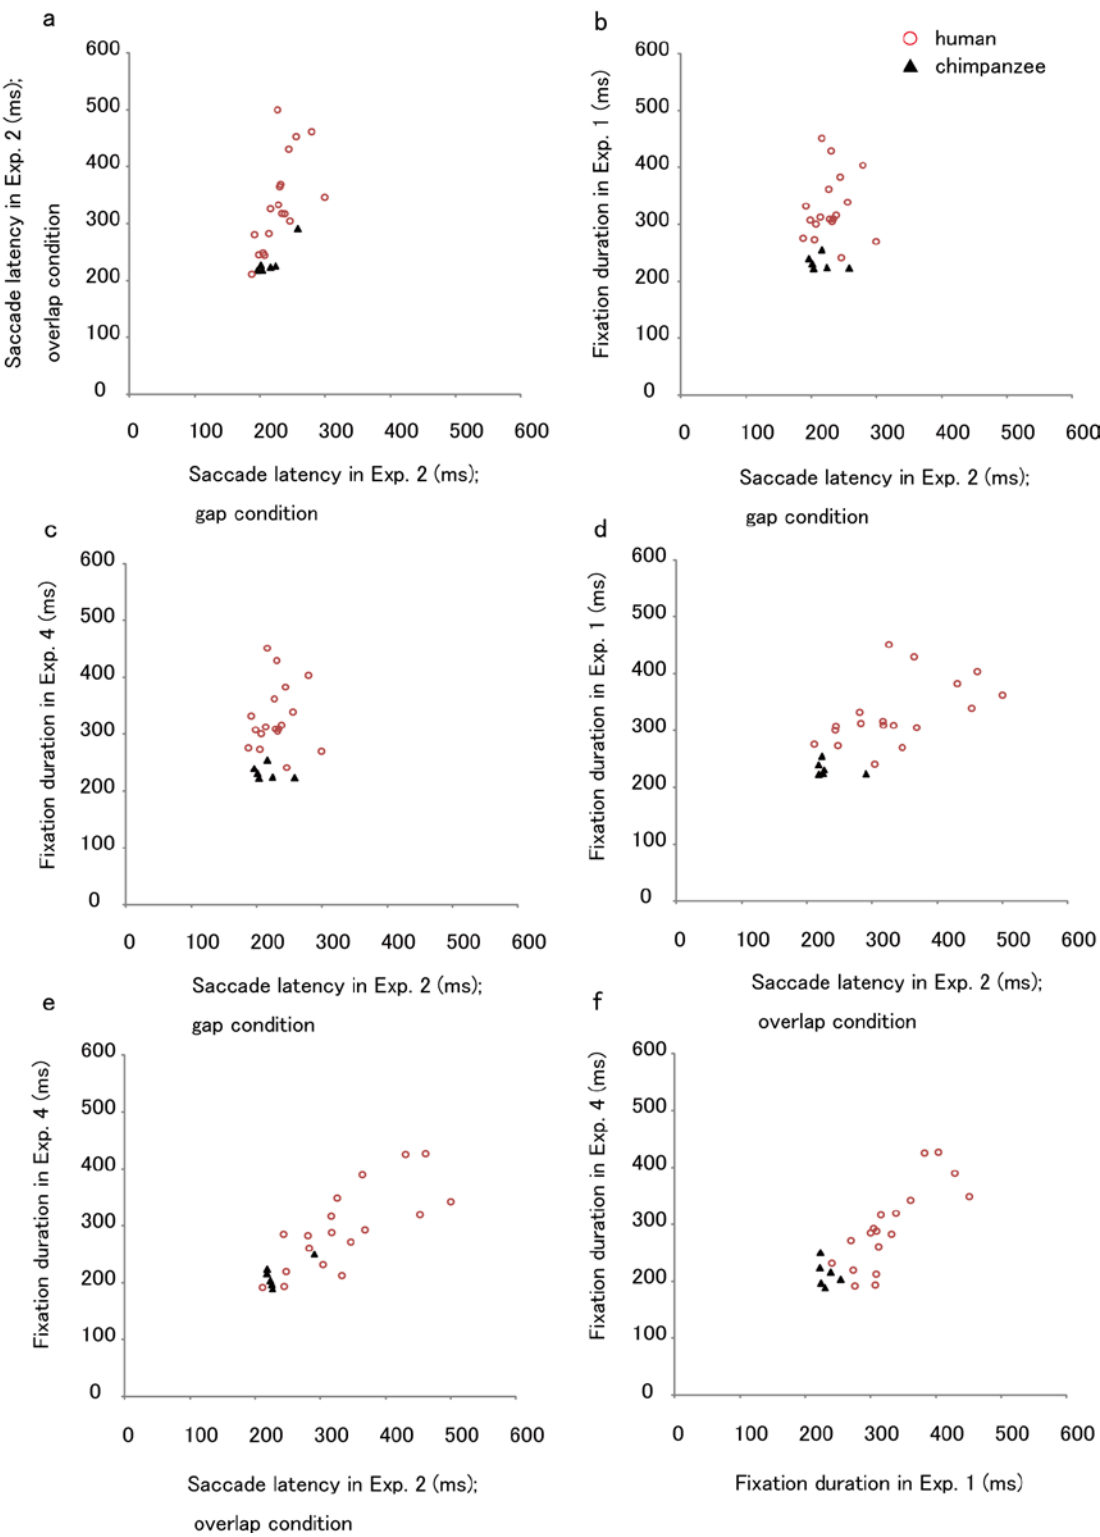 a
600
500
400
300
200
100
0
Saccade latency in Exp. 2 (ms);
overlap condition
0 100 200 300 400 500 600
Saccade latency in Exp. 2 (ms);
gap condition
b
human
chimpanzee
600
500
400
300
200
100
0
Fixation duration in Exp. 1 (ms)
0 100 200 300 400 500 600
Saccade latency in Exp. 2 (ms);
gap condition
c
600
500
400
300
200
100
0
Fixation duration in Exp. 4 (ms)
0 100 200 300 400 500 600
Saccade latency in Exp. 2 (ms);
gap condition
d
600
500
400
300
200
100
0
Fixation duration in Exp. 1 (ms)
0 100 200 300 400 500 600
Saccade latency in Exp. 2 (ms);
overlap condition
e
600
500
400
300
200
100
0
Fixation duration in Exp. 4 (ms)
0 100 200 300 400 500 600
Saccade latency in Exp. 2 (ms);
overlap condition
f
600
500
400
300
200
100
0
Fixation duration in Exp. 4 (ms)
0 100 200 300 400 500 600
Fixation duration in Exp. 1 (ms)